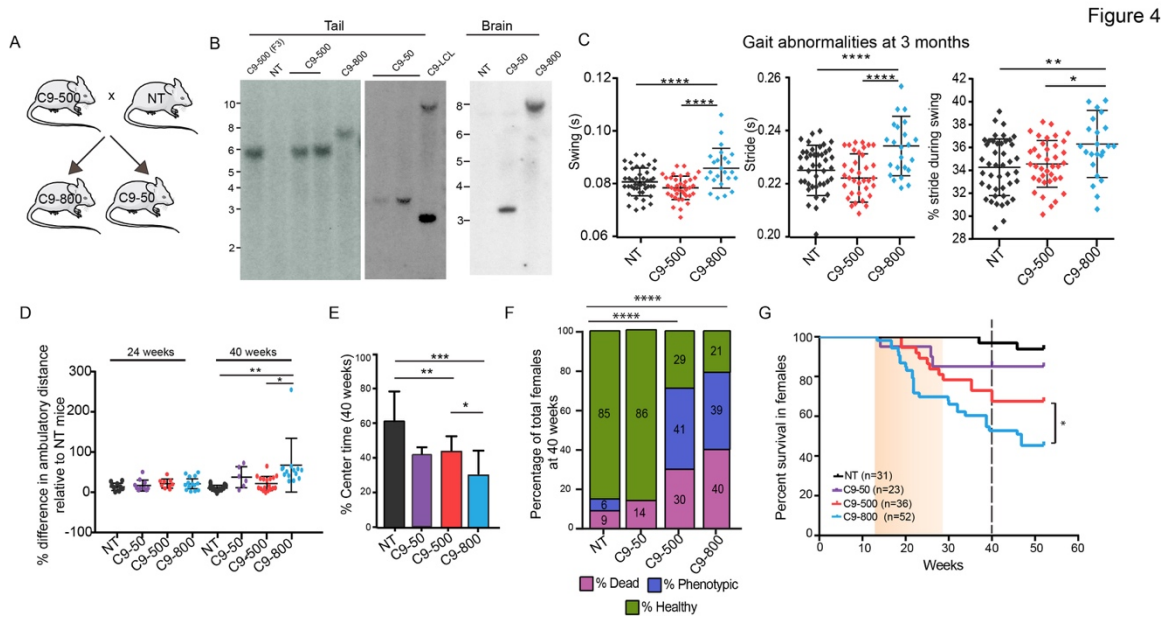 Figure 4
A
C9-500
x
NT
C9-800
C9-50
B
Tail
Brain
C9-500 (F3)
NT
C9-500
C9-800
C9-50
C9-LCL
NT
C9-50
C9-800
10
8
6
4
3
2
8
6
4
3
C
Gait abnormalities at 3 months
****
****
Swing (s)
0.12
0.10
0.08
0.06
NT
C9-500
C9-800
****
****
Stride (s)
0.26
0.24
0.22
0.20
NT
C9-500
C9-800
**
*
% stride during swing
42
40
38
36
34
32
30
28
26
NT
C9-500
C9-800
D
24 weeks
40 weeks
**
*
% difference in ambulatory distance
relative to NT mice
300
200
100
0
-100
NT
C9-50
C9-500
C9-800
NT
C9-50
C9-500
C9-800
E
***
**
*
% Center time (40 weeks)
100
80
60
40
20
0
NT
C9-50
C9-500
C9-800
F
****
****
Percentage of total females
at 40 weeks
100
80
60
40
20
0
85
6
9
86
14
29
41
30
21
39
40
NT
C9-50
C9-500
C9-800
% Dead
% Phenotypic
% Healthy
G
Percent survival in females
100
80
60
40
20
0
*
NT (n=31)
C9-50 (n=23)
C9-500 (n=36)
C9-800 (n=52)
0
10
20
30
40
50
60
Weeks